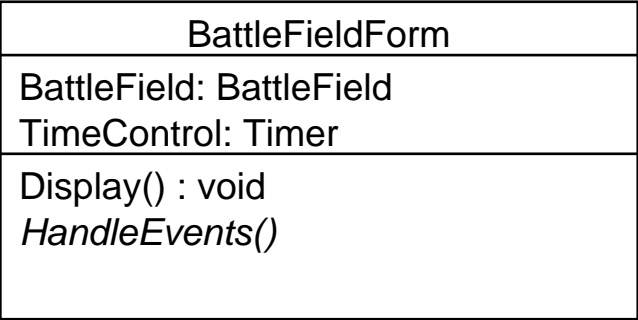 BattleFieldForm
BattleField: BattleField
TimeControl: Timer
Display() : void
HandleEvents()